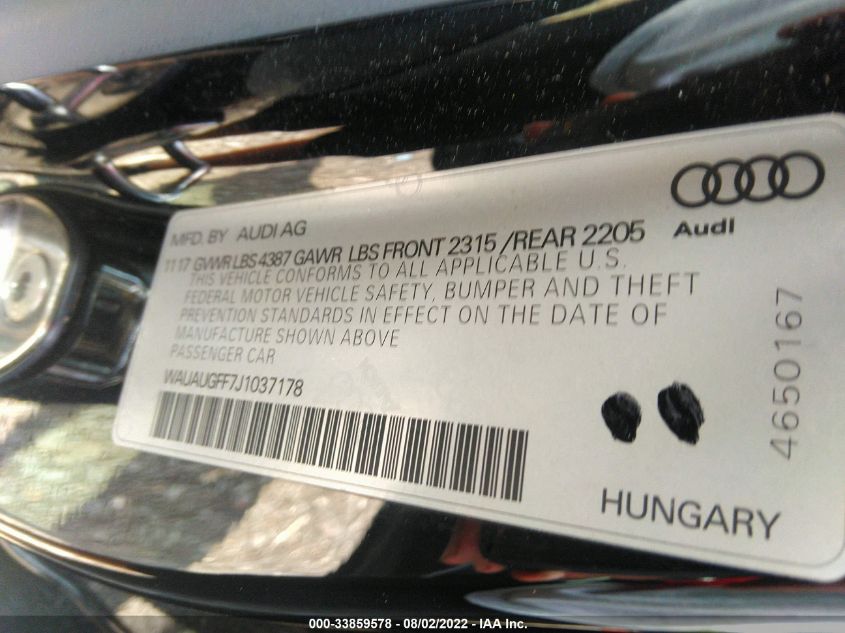 MFD. BY AUDI AG
11 17 GVWR LBS 4387 GAWR LBS FRONT 2315 /REAR 2205
THIS VEHICLE CONFORMS TO ALL APPLICABLE U.S.
FEDERAL MOTOR VEHICLE SAFETY, BUMPER AND THEFT
PREVENTION STANDARDS IN EFFECT ON THE DATE OF
MANUFACTURE SHOWN ABOVE
PASSENGER CAR
WAUAUGFF7J1037178
Audi
4650167
HUNGARY
000-33859578 - 08/02/2022 - IAA Inc.